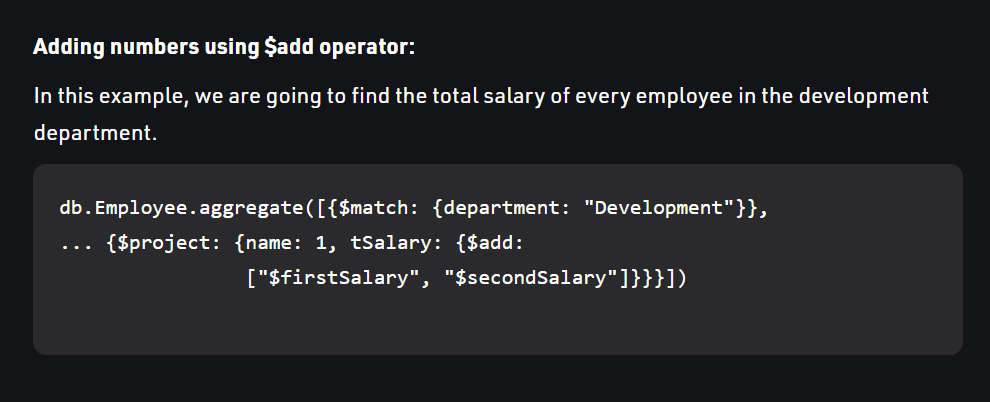 Adding numbers using $add operator:
In this example, we are going to find the total salary of every employee in the development
department.
db.Employee.aggregate([{$match: {department: "Development"}},
... {$project: {name: 1, tSalary: {$add:
["$firstSalary", "$secondSalary"]}}}])